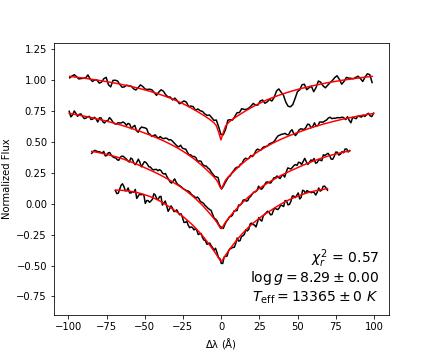 Normalized Flux
1.25
1.00
0.75
0.50
0.25
0.00
−0.25
−0.50
−0.75
χ²ᵣ = 0.57
log g = 8.29 ± 0.00
T_eff = 13365 ± 0 K
−100 −75 −50 −25 0 25 50 75 100
Δλ (Å)